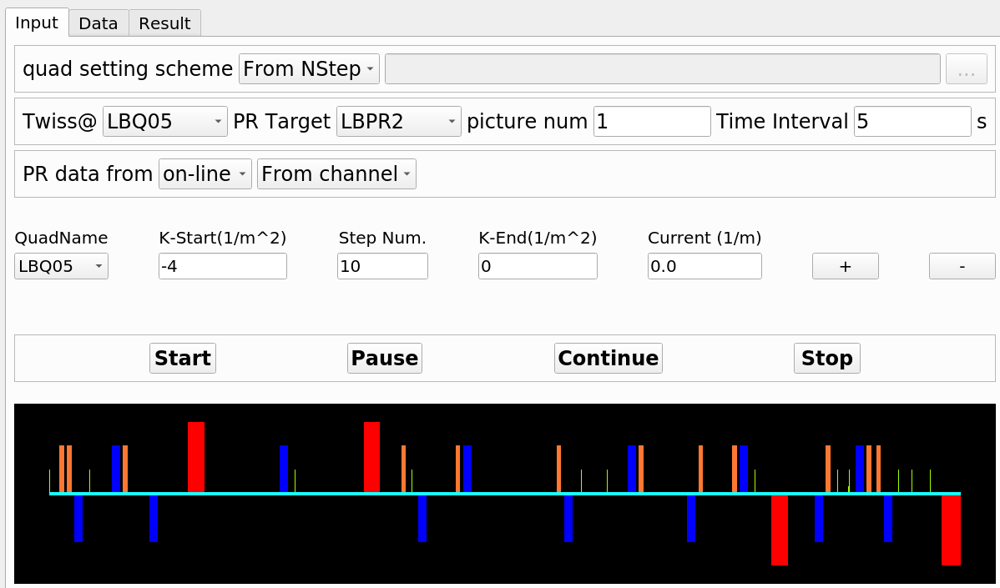 Input Data Result
quad setting scheme From NStep ...
Twiss@ LBQ05 PR Target LBPR2 picture num 1 Time Interval 5 s
PR data from on-line From channel
QuadName K-Start(1/m^2) Step Num. K-End(1/m^2) Current (1/m)
LBQ05 -4 10 0 0.0 + -
Start Pause Continue Stop